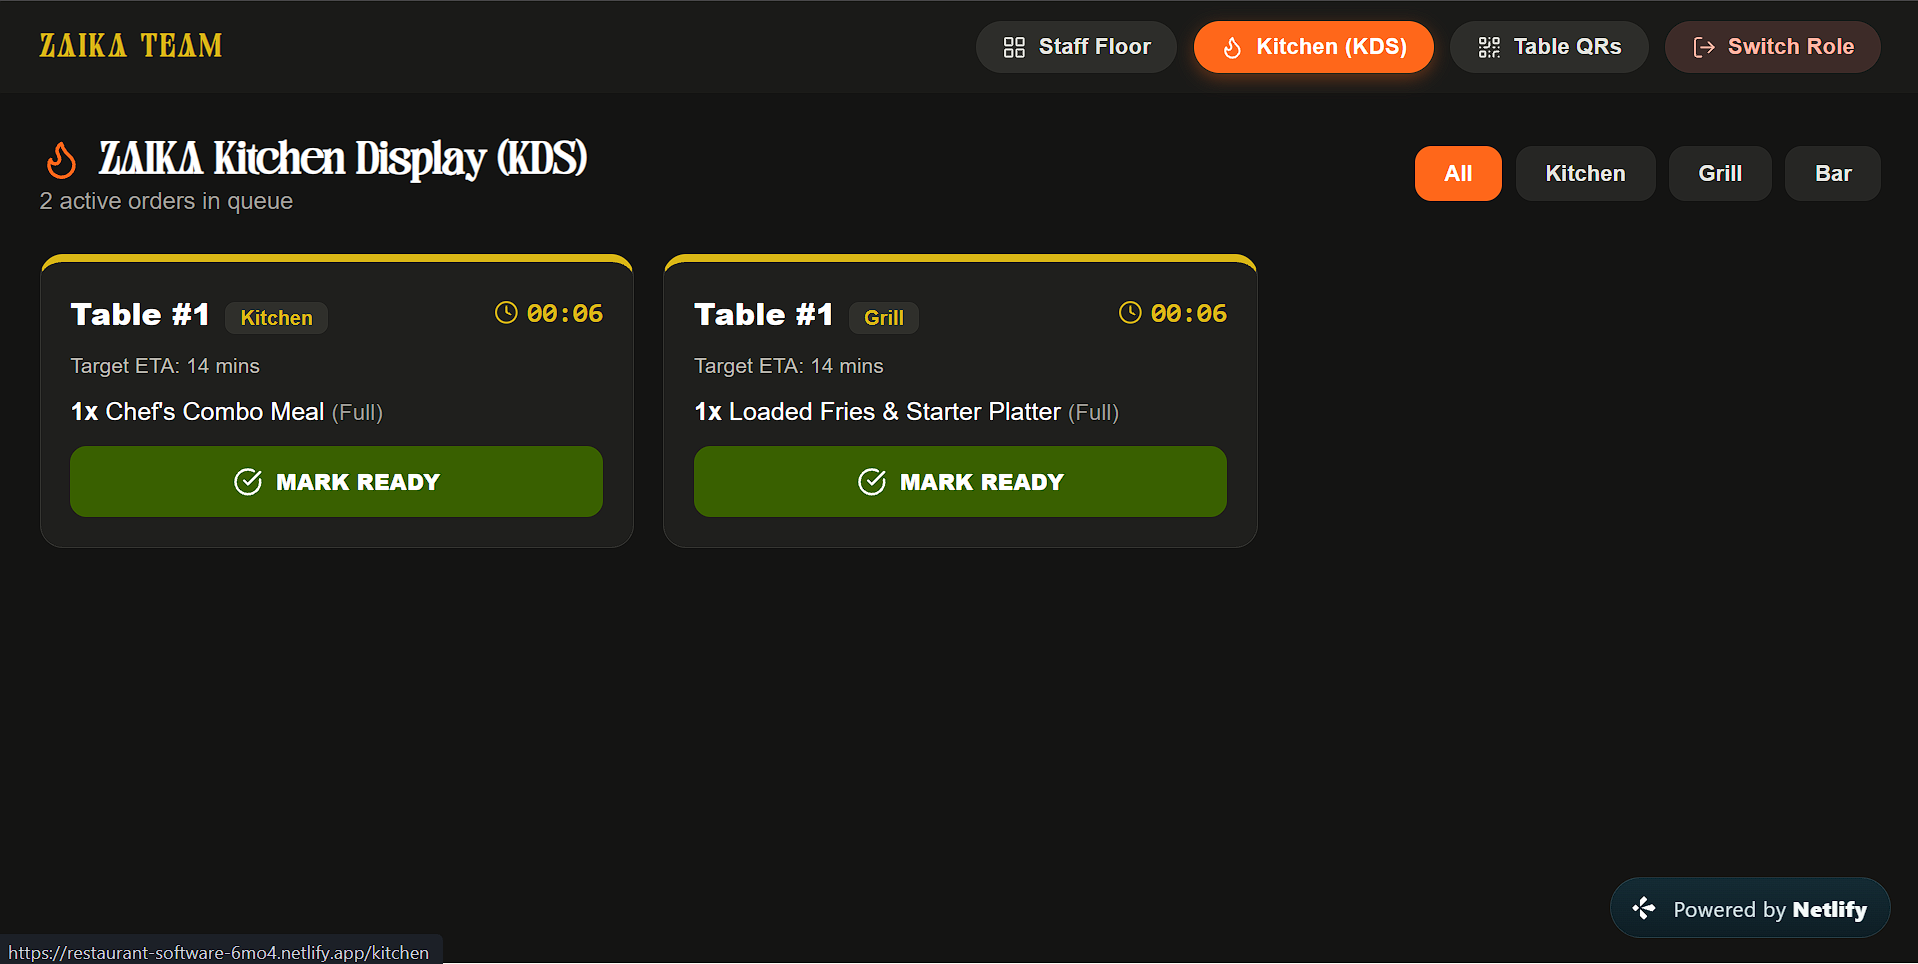 ZAIKA TEAM
Staff Floor
Kitchen (KDS)
Table QRs
Switch Role
ZAIKA Kitchen Display (KDS)
2 active orders in queue
All
Kitchen
Grill
Bar
Table #1 Kitchen 00:06
Target ETA: 14 mins
1x Chef's Combo Meal (Full)
MARK READY
Table #1 Grill 00:06
Target ETA: 14 mins
1x Loaded Fries & Starter Platter (Full)
MARK READY
Powered by Netlify
https://restaurant-software-6mo4.netlify.app/kitchen